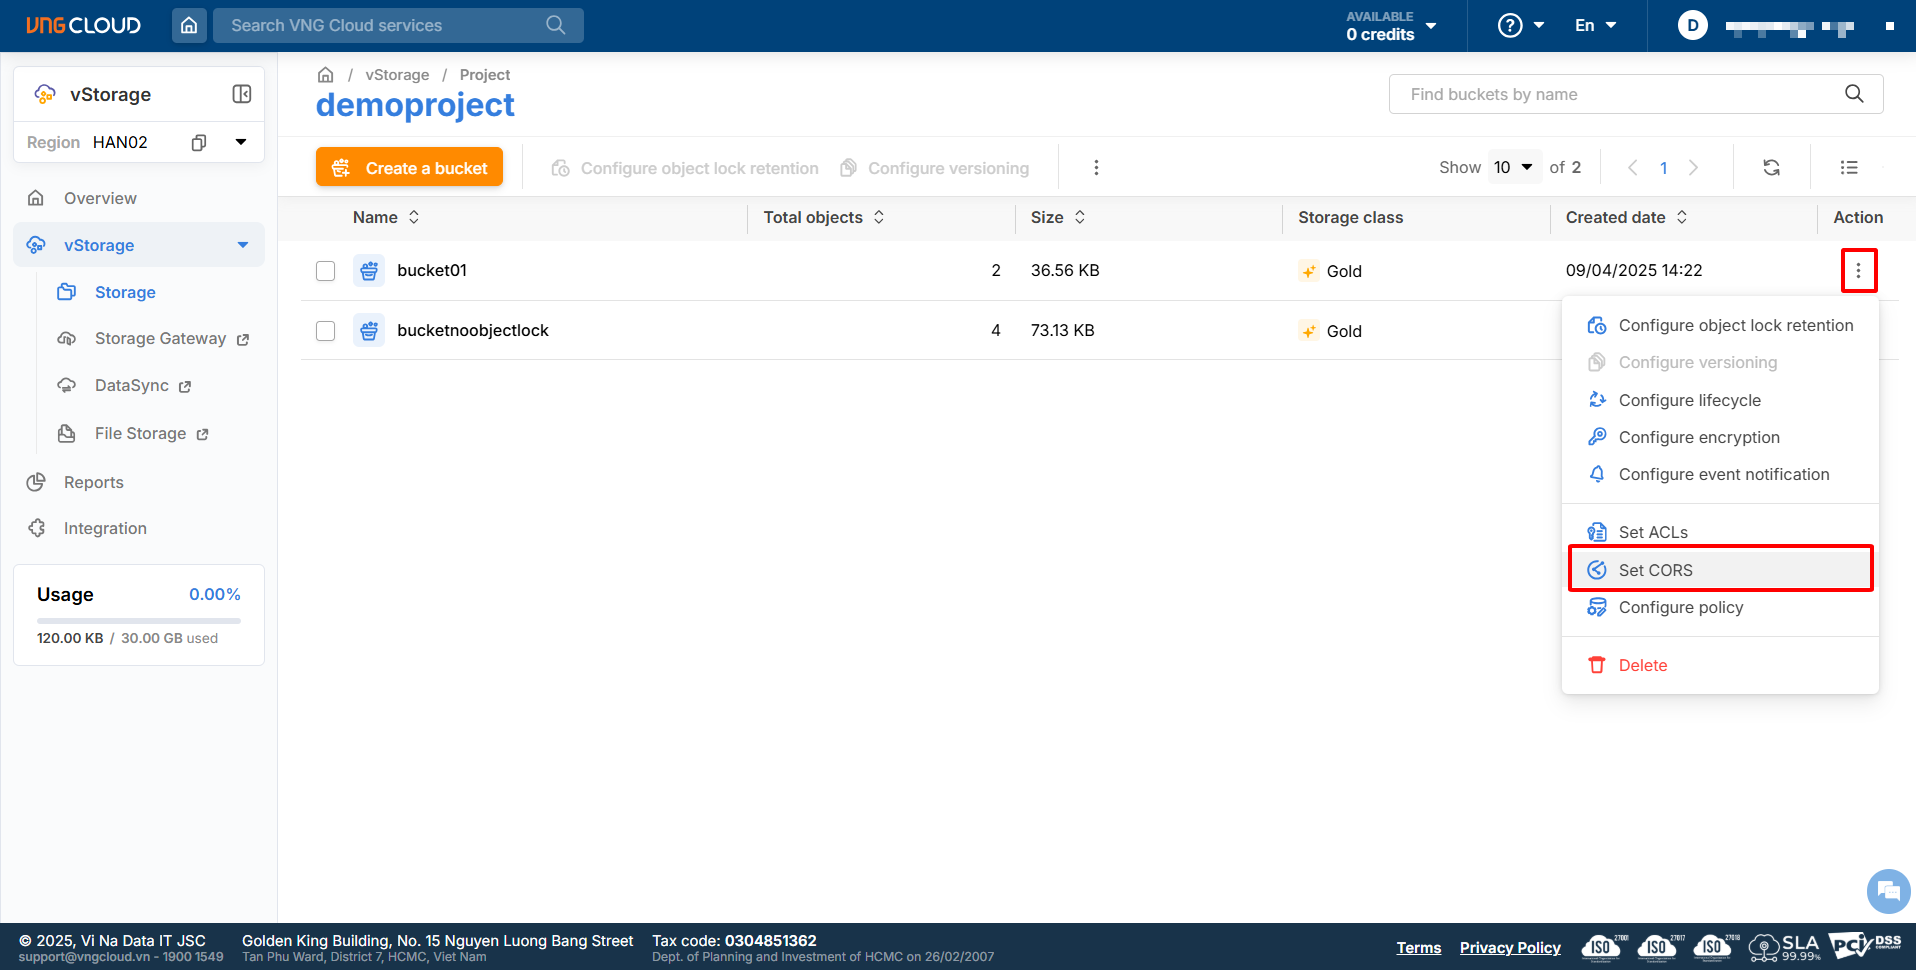 VNG CLOUD
Search VNG Cloud services
AVAILABLE
0 credits
?
En
D
vStorage
Region HAN02
Overview
vStorage
Storage
Storage Gateway
DataSync
File Storage
Reports
Integration
Usage 0.00%
120.00 KB / 30.00 GB used
/ vStorage / Project
demoproject
Find buckets by name
Create a bucket
Configure object lock retention
Configure versioning
Show 10 of 2
1
Name Total objects Size Storage class Created date Action
bucket01 2 36.56 KB Gold 09/04/2025 14:22
bucketnoobjectlock 4 73.13 KB Gold
Configure object lock retention
Configure versioning
Configure lifecycle
Configure encryption
Configure event notification
Set ACLs
Set CORS
Configure policy
Delete
© 2025, Vi Na Data IT JSC
support@vngcloud.vn - 1900 1549
Golden King Building, No. 15 Nguyen Luong Bang Street
Tan Phu Ward, District 7, HCMC, Viet Nam
Tax code: 0304851362
Dept. of Planning and Investment of HCMC on 26/02/2007
Terms
Privacy Policy
ISO 27001
ISO 27017
ISO 27018
SLA
99.99%
PCI DSS
COMPLIANT